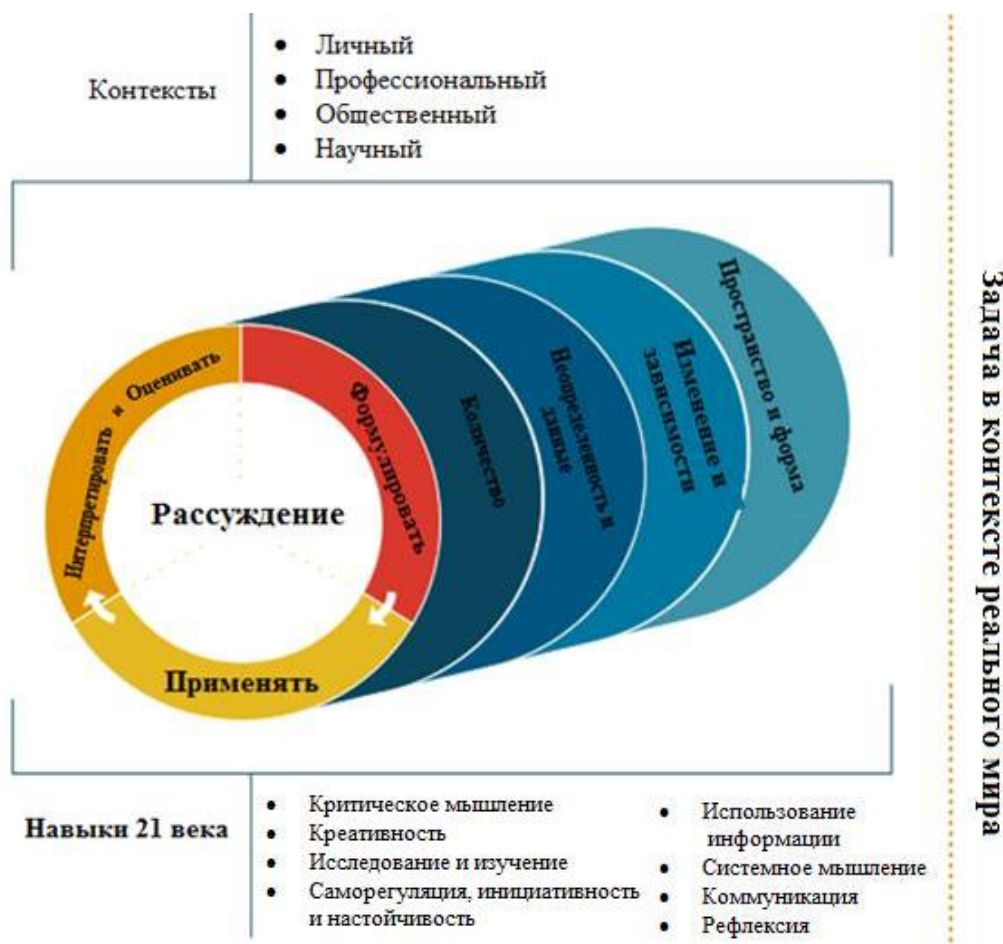 Контексты
• Личный
• Профессиональный
• Общественный
• Научный
Интерпретировать и Оценивать
Формулировать
Применять
Рассуждение
Количество
Неопределенность и
данные
Изменение и
зависимости
Пространство и форма
Задача в контексте реального мира
Навыки 21 века
• Критическое мышление
• Креативность
• Исследование и изучение
• Саморегуляция, инициативность
и настойчивость
• Использование
информации
• Системное мышление
• Коммуникация
• Рефлексия